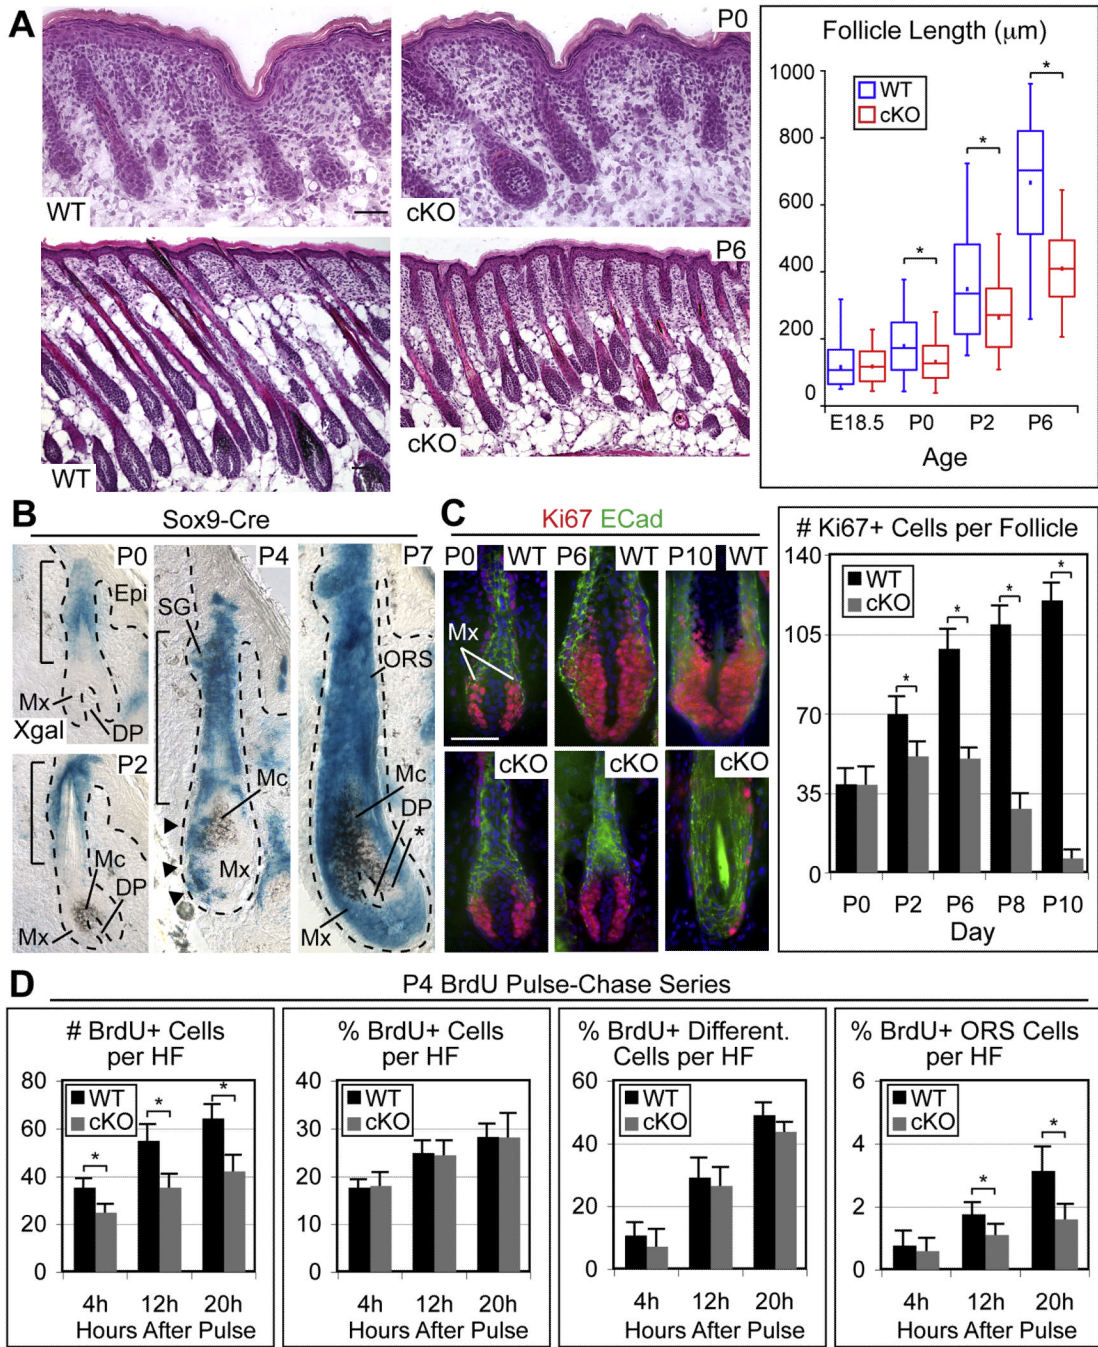 A
P0
WT
cKO
P6
WT
cKO
Follicle Length (µm)
1000
800
600
400
200
0
WT
cKO
*
*
*
E18.5 P0 P2 P6
Age
B
Sox9-Cre
P0
Epi
Mx
DP
Xgal
P2
Mc
DP
Mx
P4
SG
Mc
Mx
P7
ORS
Mc
DP
*
Mx
C
Ki67 ECad
P0 WT
P6 WT
P10 WT
Mx
cKO
cKO
cKO
# Ki67+ Cells per Follicle
140
105
70
35
0
WT
cKO
*
*
*
*
P0 P2 P6 P8 P10
Day
D
P4 BrdU Pulse-Chase Series
# BrdU+ Cells
per HF
80
60
40
20
0
WT
cKO
*
*
*
4h 12h 20h
Hours After Pulse
% BrdU+ Cells
per HF
40
30
20
10
0
WT
cKO
4h 12h 20h
Hours After Pulse
% BrdU+ Different.
Cells per HF
60
40
20
0
WT
cKO
4h 12h 20h
Hours After Pulse
% BrdU+ ORS Cells
per HF
6
4
2
0
WT
cKO
*
*
4h 12h 20h
Hours After Pulse